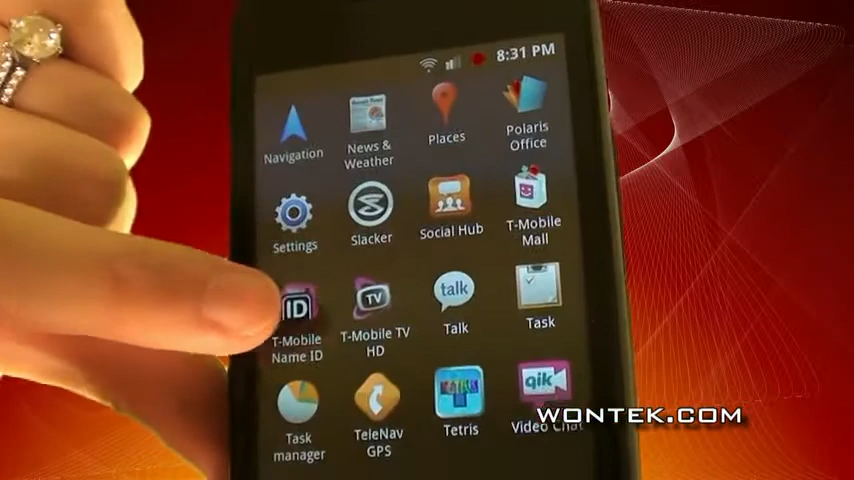 8:31 PM
Navigation
News &
Weather
Places
Polaris
Office
Settings
Slacker
Social Hub
T-Mobile
Mall
ID
T-Mobile
Name ID
TV
T-Mobile TV
HD
talk
Talk
Task
Task
manager
TeleNav
GPS
TETRIS
Tetris
qik
Video Chat
WONTEK.COM